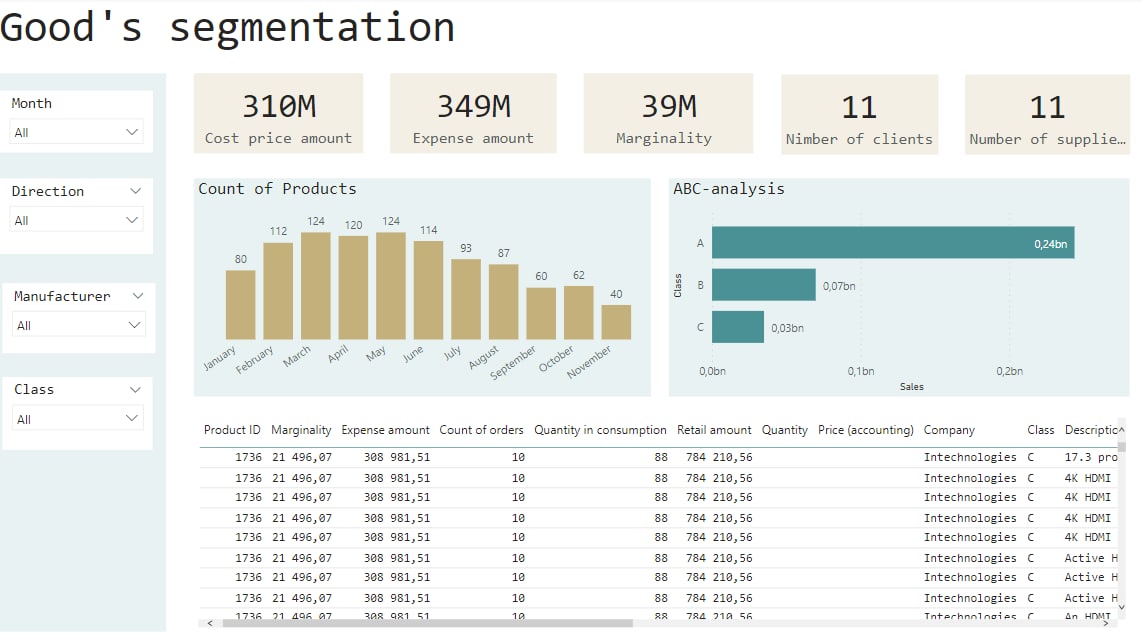 Good's segmentation
Month
All
Direction
All
Manufacturer
All
Class
All
310M
Cost price amount
349M
Expense amount
39M
Marginality
11
Nimber of clients
11
Number of supplie…
Count of Products
80 112 124 120 124 114 93 87 60 62 40
January February March April May June July August September October November
ABC-analysis
Class
A 0,24bn
B 0,07bn
C 0,03bn
0,0bn 0,1bn 0,2bn
Sales
Product ID Marginality Expense amount Count of orders Quantity in consumption Retail amount Quantity Price (accounting) Company Class Descriptio
1736 21 496,07 308 981,51 10 88 784 210,56 Intechnologies C 17.3 pro
1736 21 496,07 308 981,51 10 88 784 210,56 Intechnologies C 4K HDMI
1736 21 496,07 308 981,51 10 88 784 210,56 Intechnologies C 4K HDMI
1736 21 496,07 308 981,51 10 88 784 210,56 Intechnologies C 4K HDMI
1736 21 496,07 308 981,51 10 88 784 210,56 Intechnologies C 4K HDMI
1736 21 496,07 308 981,51 10 88 784 210,56 Intechnologies C Active H
1736 21 496,07 308 981,51 10 88 784 210,56 Intechnologies C Active H
1736 21 496,07 308 981,51 10 88 784 210,56 Intechnologies C Active H
1736 21 496,07 308 981,51 10 88 784 210,56 Intechnologies C An HDMI